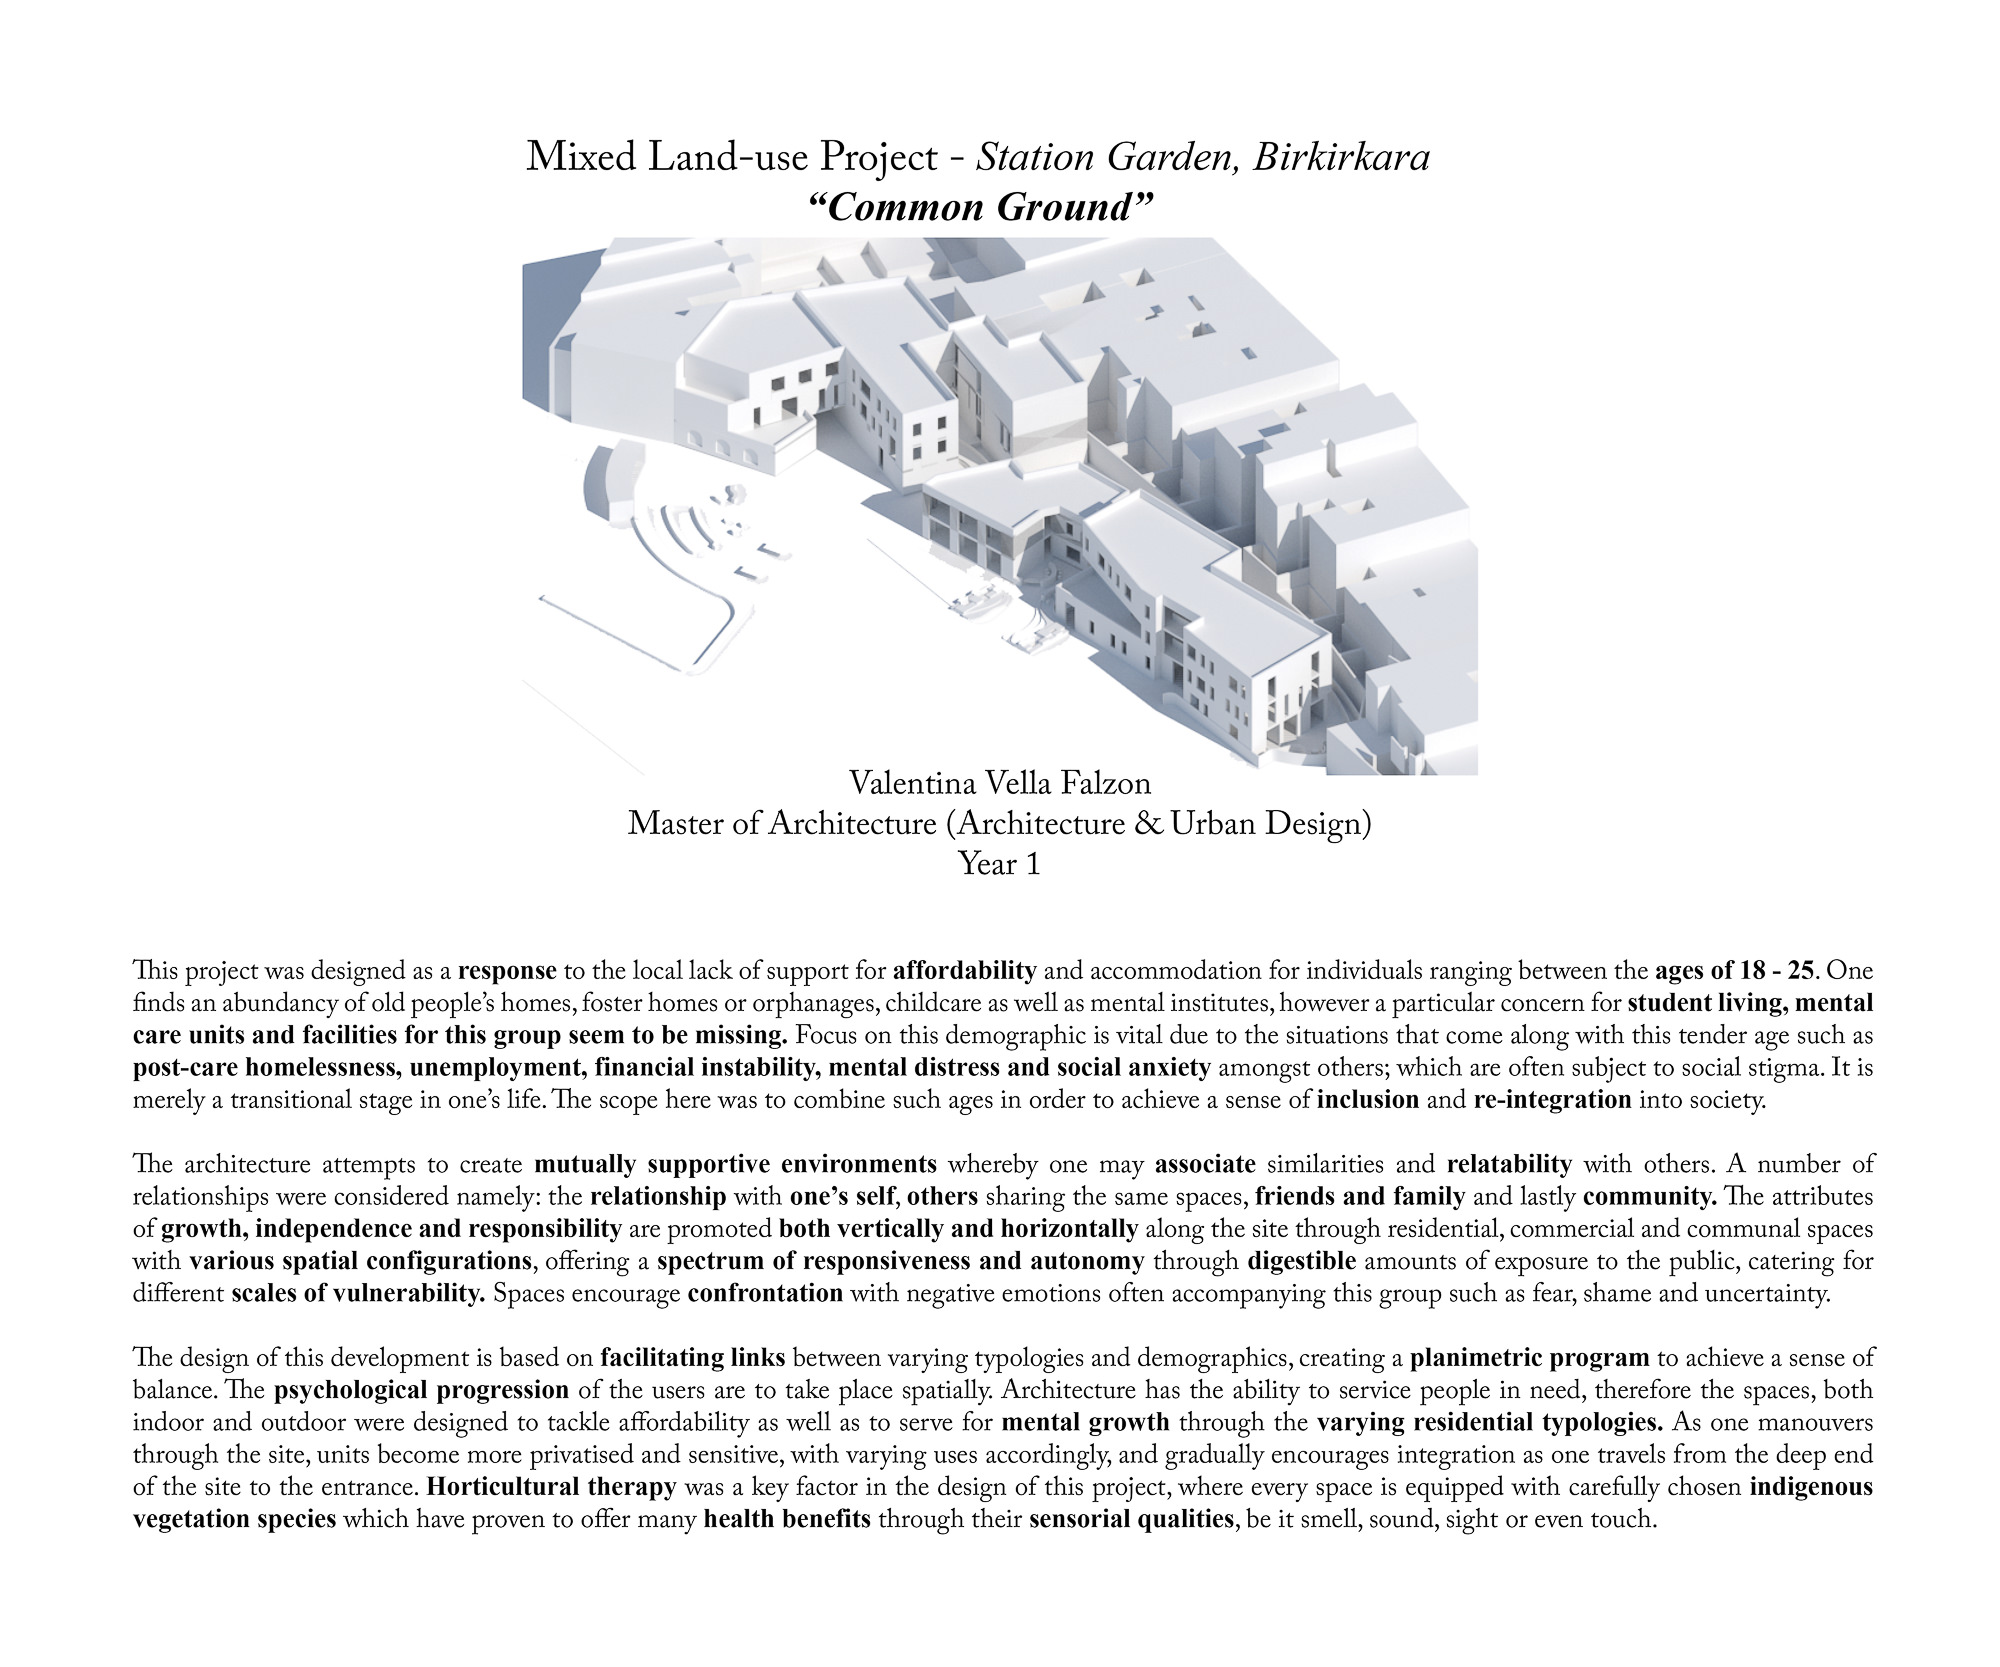 Mixed Land-use Project - Station Garden, Birkirkara
“Common Ground”
Valentina Vella Falzon
Master of Architecture (Architecture & Urban Design)
Year 1
This project was designed as a response to the local lack of support for affordability and accommodation for individuals ranging between the ages of 18 - 25. One
finds an abundancy of old people’s homes, foster homes or orphanages, childcare as well as mental institutes, however a particular concern for student living, mental
care units and facilities for this group seem to be missing. Focus on this demographic is vital due to the situations that come along with this tender age such as
post-care homelessness, unemployment, financial instability, mental distress and social anxiety amongst others; which are often subject to social stigma. It is
merely a transitional stage in one’s life. The scope here was to combine such ages in order to achieve a sense of inclusion and re-integration into society.
The architecture attempts to create mutually supportive environments whereby one may associate similarities and relatability with others. A number of
relationships were considered namely: the relationship with one’s self, others sharing the same spaces, friends and family and lastly community. The attributes
of growth, independence and responsibility are promoted both vertically and horizontally along the site through residential, commercial and communal spaces
with various spatial configurations, offering a spectrum of responsiveness and autonomy through digestible amounts of exposure to the public, catering for
different scales of vulnerability. Spaces encourage confrontation with negative emotions often accompanying this group such as fear, shame and uncertainty.
The design of this development is based on facilitating links between varying typologies and demographics, creating a planimetric program to achieve a sense of
balance. The psychological progression of the users are to take place spatially. Architecture has the ability to service people in need, therefore the spaces, both
indoor and outdoor were designed to tackle affordability as well as to serve for mental growth through the varying residential typologies. As one manouvers
through the site, units become more privatised and sensitive, with varying uses accordingly, and gradually encourages integration as one travels from the deep end
of the site to the entrance. Horticultural therapy was a key factor in the design of this project, where every space is equipped with carefully chosen indigenous
vegetation species which have proven to offer many health benefits through their sensorial qualities, be it smell, sound, sight or even touch.